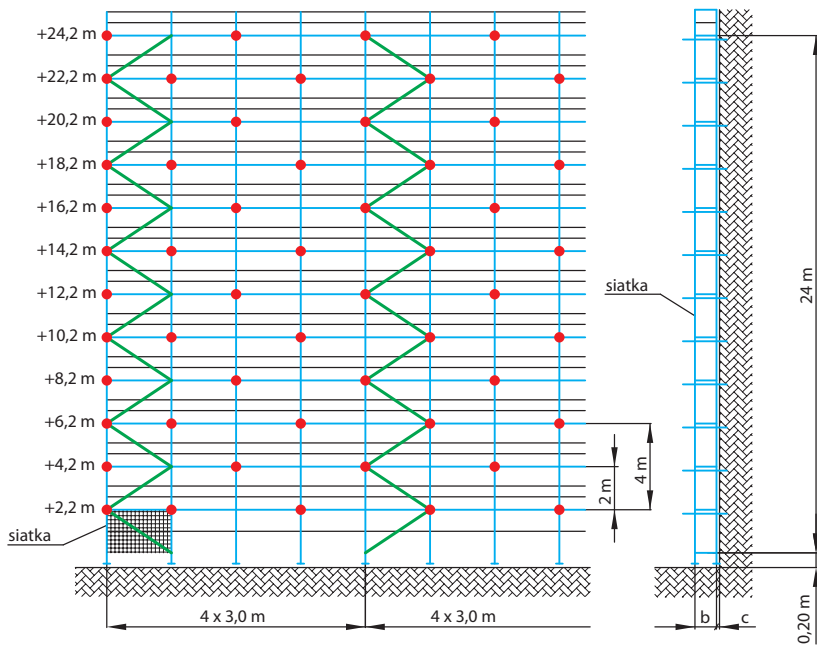 +24,2 m
+22,2 m
+20,2 m
+18,2 m
+16,2 m
+14,2 m
+12,2 m
+10,2 m
+8,2 m
+6,2 m
+4,2 m
+2,2 m
siatka
4 x 3,0 m
4 x 3,0 m
2 m
4 m
siatka
24 m
b
c
0,20 m